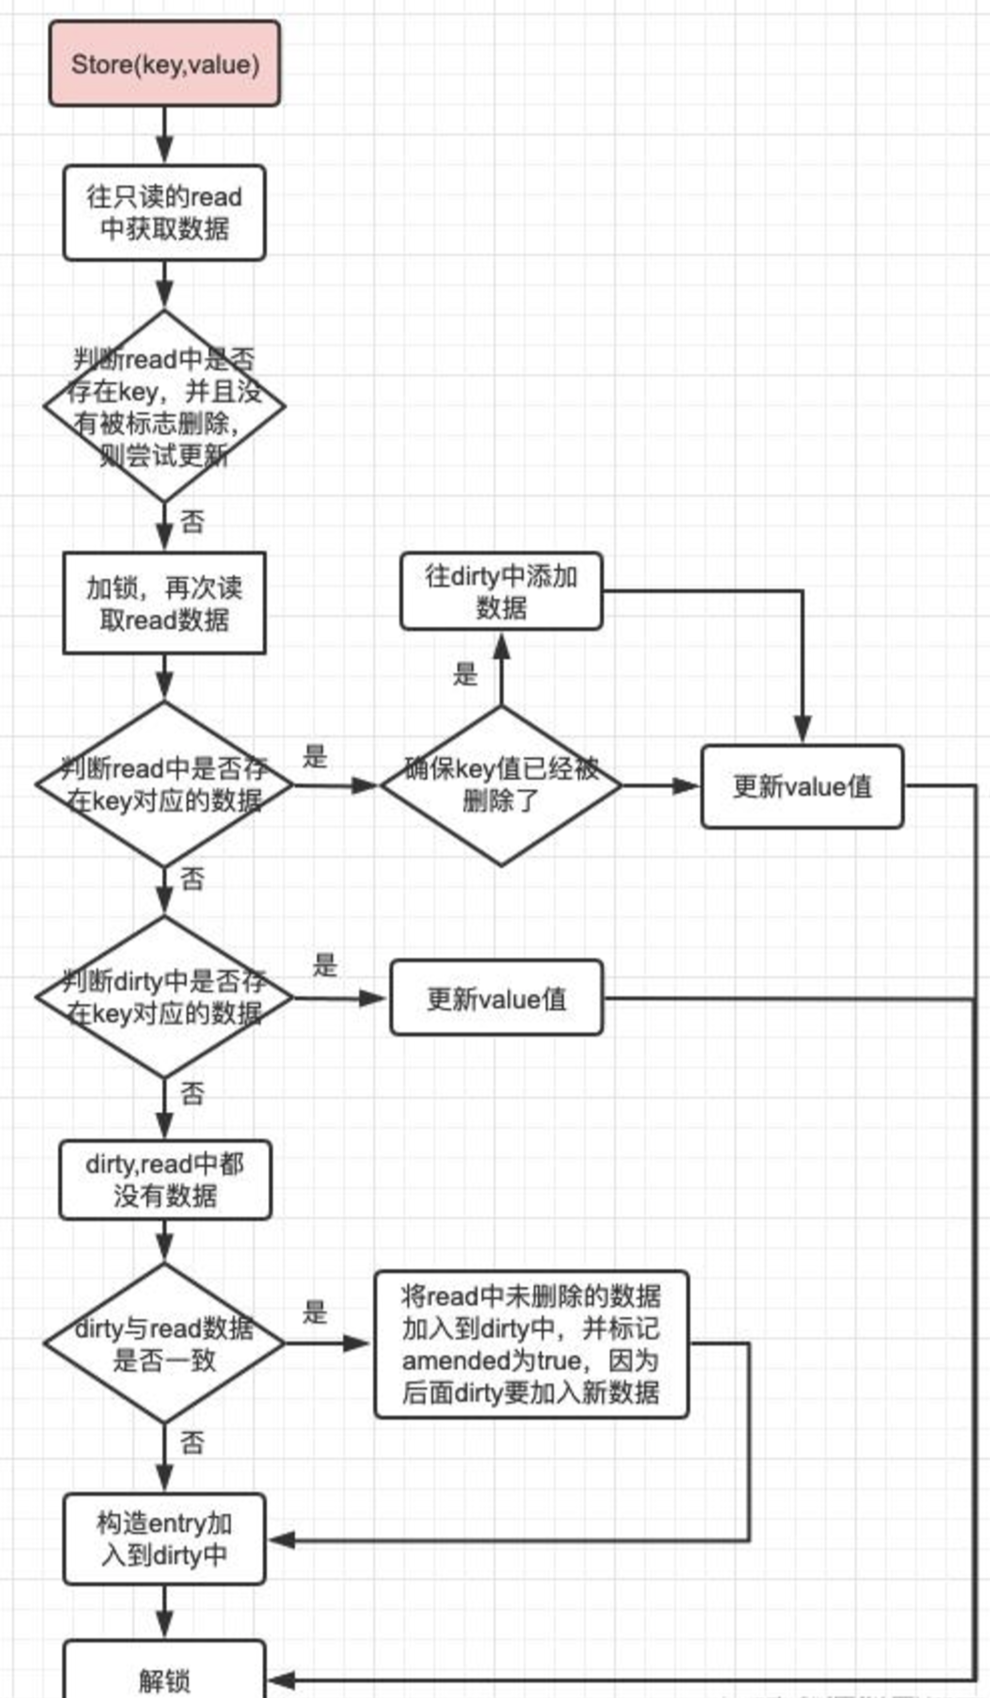 Store(key,value)
往只读的read
中获取数据
判断read中是否
存在key，并且没
有被标志删除，
则尝试更新
否
加锁，再次读
取read数据
往dirty中添加
数据
是
判断read中是否存
在key对应的数据
是
确保key值已经被
删除了
更新value值
否
判断dirty中是否存
在key对应的数据
是
更新value值
否
dirty,read中都
没有数据
dirty与read数据
是否一致
是
将read中未删除的数据
加入到dirty中，并标记
amended为true，因为
后面dirty要加入新数据
否
构造entry加
入到dirty中
解锁